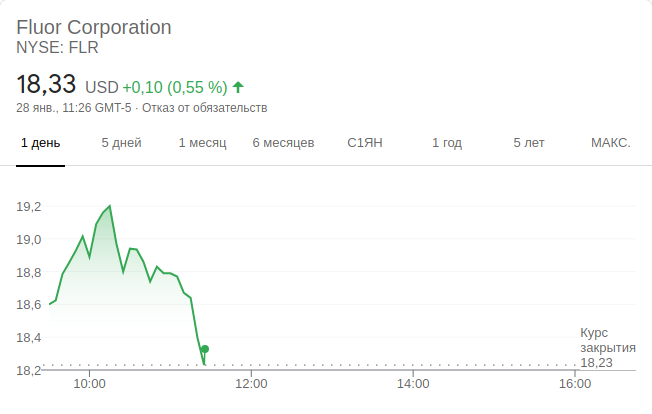 Fluor Corporation
NYSE: FLR
18,33 USD +0,10 (0,55 %)
28 янв., 11:26 GMT-5 · Отказ от обязательств
1 день 5 дней 1 месяц 6 месяцев С1ЯН 1 год 5 лет МАКС.
19,2
19,0
18,8
18,6
18,4
18,2
Курс
закрытия
18,23
10:00 12:00 14:00 16:00